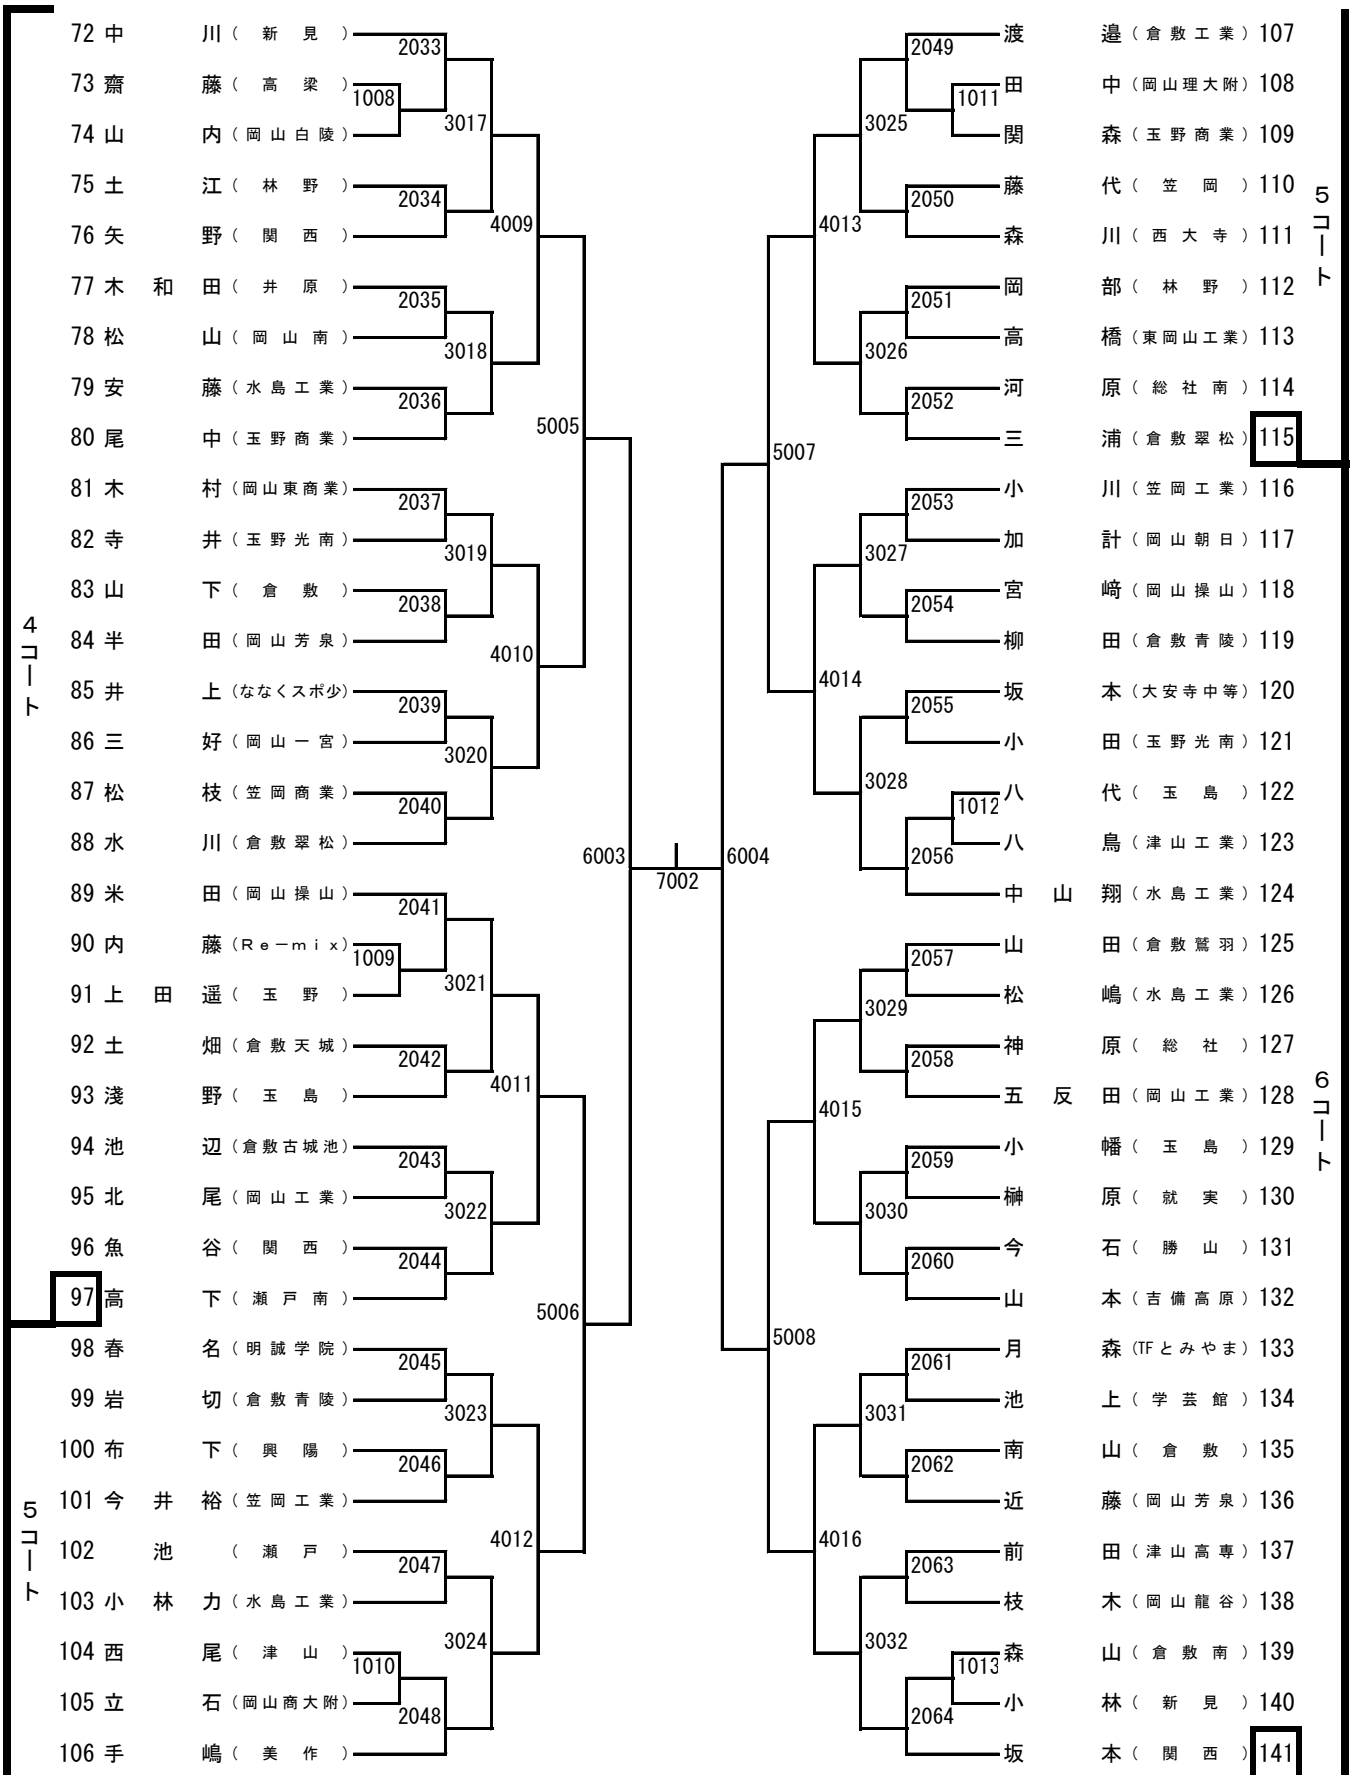 72 中川（新見）
2033
73 齋藤（高梁）
1008
74 山内（岡山白陵）
3017
75 土江（林野）
2034
76 矢野（関西）
4009
77 木和田（井原）
2035
78 松山（岡山南）
3018
79 安藤（水島工業）
2036
80 尾中（玉野商業）
5005
81 木村（岡山東商業）
2037
82 寺井（玉野光南）
3019
83 山下（倉敷）
2038
84 半田（岡山芳泉）
4010
85 井上（ななくスポ少）
2039
86 三好（岡山一宮）
3020
87 松枝（笠岡商業）
2040
88 水川（倉敷翠松）
6003
89 米田（岡山操山）
2041
90 内藤（Re－mix）
1009
91 上田遥（玉野）
3021
92 土畑（倉敷天城）
2042
93 淺野（玉島）
4011
94 池辺（倉敷古城池）
2043
95 北尾（岡山工業）
3022
96 魚谷（関西）
2044
97 高下（瀬戸南）
5006
98 春名（明誠学院）
2045
99 岩切（倉敷青陵）
3023
100 布下（興陽）
2046
101 今井裕（笠岡工業）
4012
102 池（瀬戸）
2047
103 小林力（水島工業）
3024
104 西尾（津山）
1010
105 立石（岡山商大附）
2048
106 手嶋（美作）
4コート
5コート
7002
渡邉（倉敷工業）107
2049
田中（岡山理大附）108
1011
関森（玉野商業）109
3025
藤代（笠岡）110
2050
森川（西大寺）111
4013
岡部（林野）112
2051
高橋（東岡山工業）113
3026
河原（総社南）114
2052
三浦（倉敷翠松）115
5007
小川（笠岡工業）116
2053
加計（岡山朝日）117
3027
宮﨑（岡山操山）118
2054
柳田（倉敷青陵）119
4014
坂本（大安寺中等）120
2055
小田（玉野光南）121
3028
八代（玉島）122
1012
八鳥（津山工業）123
2056
中山翔（水島工業）124
6004
山田（倉敷鷲羽）125
2057
松嶋（水島工業）126
3029
神原（総社）127
2058
五反田（岡山工業）128
4015
小幡（玉島）129
2059
榊原（就実）130
3030
今石（勝山）131
2060
山本（吉備高原）132
5008
月森（TFとみやま）133
2061
池上（学芸館）134
3031
南山（倉敷）135
2062
近藤（岡山芳泉）136
4016
前田（津山高専）137
2063
枝木（岡山龍谷）138
3032
森山（倉敷南）139
1013
小林（新見）140
2064
坂本（関西）141
5コート
6コート